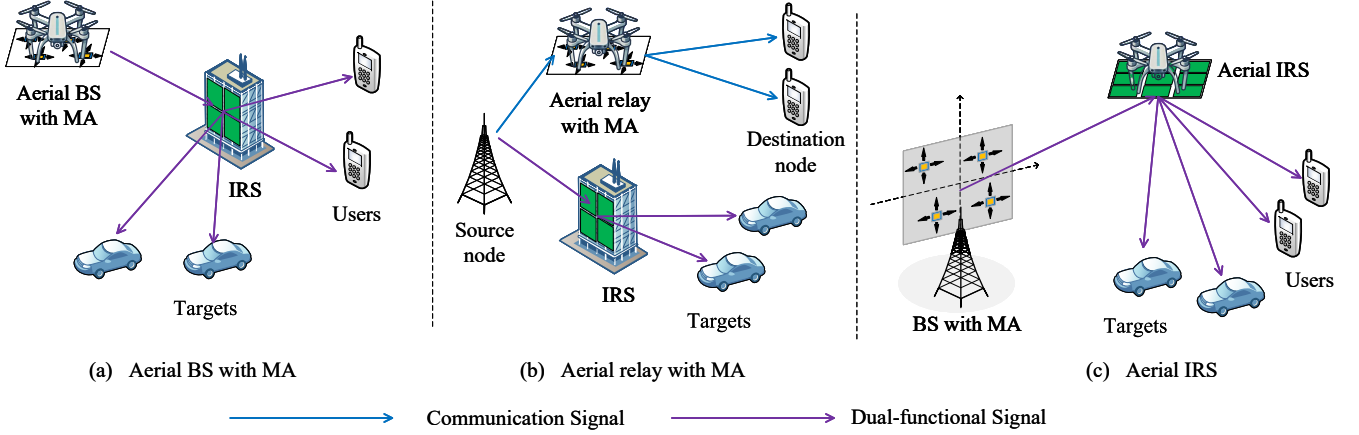 Aerial BS
with MA
IRS
Users
Targets
(a) Aerial BS with MA
Aerial relay
with MA
Destination
node
Source
node
IRS
Targets
(b) Aerial relay with MA
Aerial IRS
BS with MA
Users
Targets
(c) Aerial IRS
Communication Signal
Dual-functional Signal